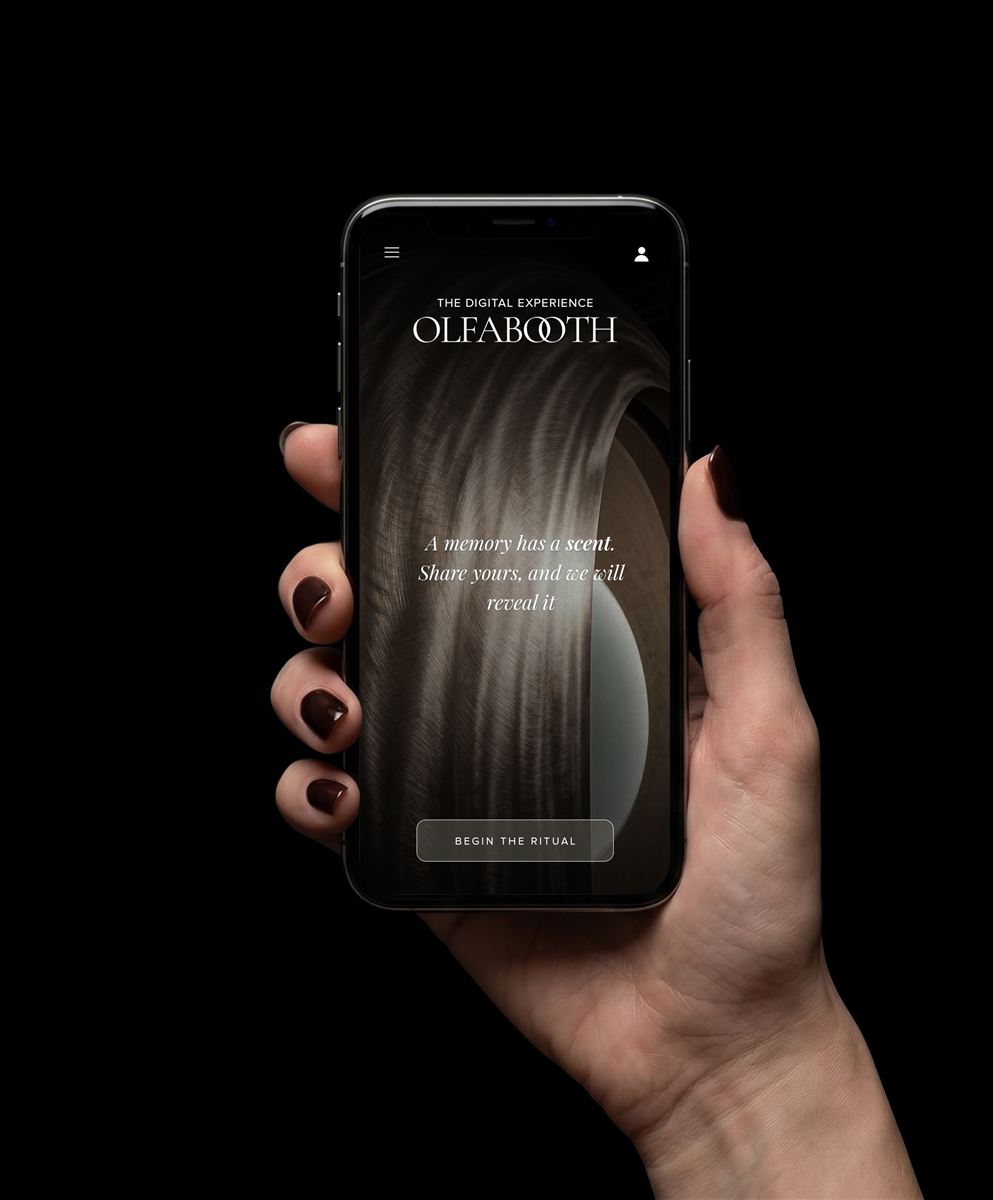 THE DIGITAL EXPERIENCE
OLFABOOTH
A memory has a scent.
Share yours, and we will
reveal it
BEGIN THE RITUAL